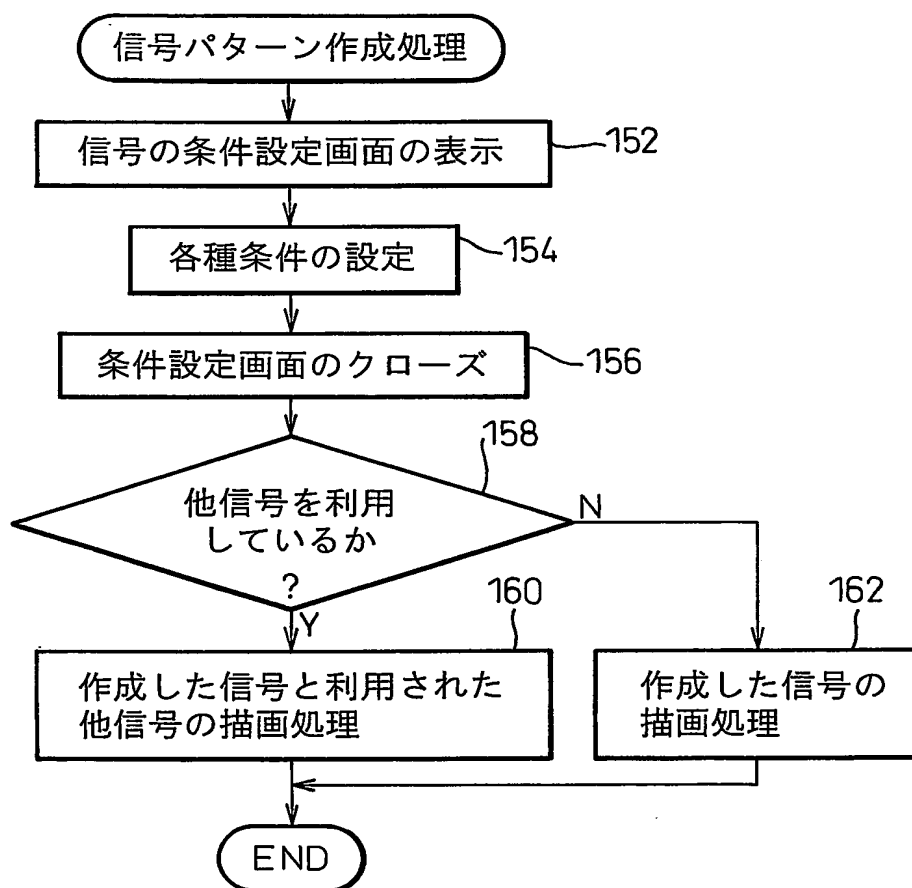 信号パターン作成処理
信号の条件設定画面の表示
152
各種条件の設定
154
条件設定画面のクローズ
156
158
他信号を利用
しているか
?
N
Y
160
作成した信号と利用された
他信号の描画処理
162
作成した信号の
描画処理
END